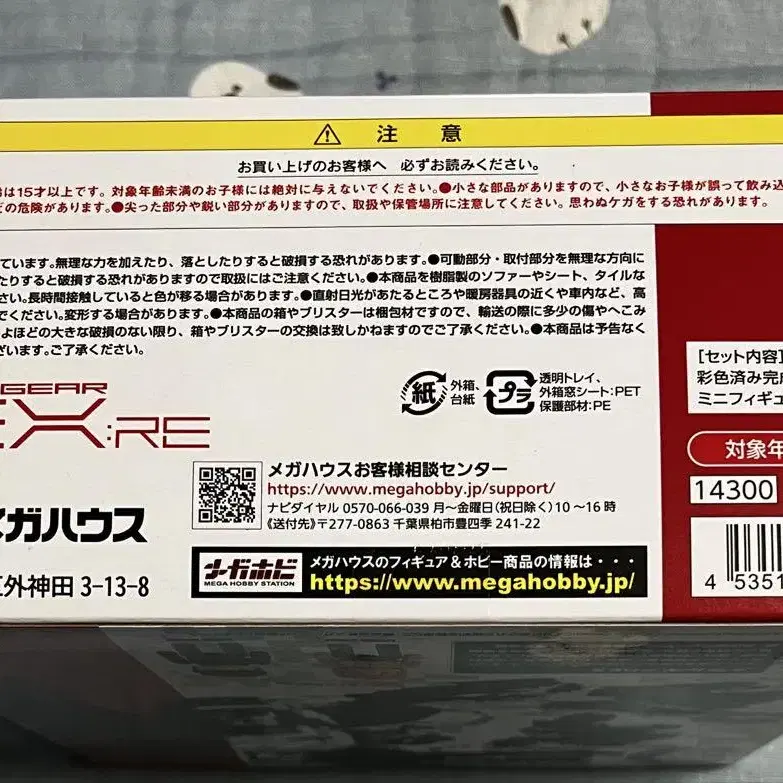 ⚠ 注 意
お買い上げのお客様へ 必ずお読みください。
は15才以上です。対象年齢未満のお子様には絶対に与えないでください。●小さな部品がありますので、小さなお子様が誤って飲み込
どの危険があります。●尖った部分や鋭い部分がありますので、取扱や保管場所に注意してください。思わぬケガをする恐れがあります。
ています。無理な力を加えたり、落としたりすると破損する恐れがあります。●可動部分・取付部分を無理な方向に
たりすると破損する恐れがありますので取扱にはご注意ください。●本商品を樹脂製のソファーやシート、タイルな
さい。長時間接触していると色が移る場合があります。●直射日光があたるところや暖房器具の近くや車内など、高
でください。変形する場合があります。●本商品の箱やブリスターは梱包材ですので、輸送の際に多少の傷やへこみ
よほどの大きな破損のない限り、箱やブリスターの交換は致しかねますのでご了承ください。●本商品は予告なく
ざいます。ご了承ください。
GEAR
EX:RE
紙 外箱、
台紙
プラ 透明トレイ、
外箱窓シート:PET
保護部材:PE
[セット内容]
彩色済み完成
ミニフィギュ
対象年
14300
4 5351
メガハウスお客様相談センター
https://www.megahobby.jp/support/
ナビダイヤル 0570-066-039 月~金曜日(祝日除く)10~16時
《送付先》〒277-0863 千葉県柏市豊四季 241-22
メガハウス
外神田 3-13-8
メガホビ
MEGA HOBBY STATION
メガハウスのフィギュア&ホビー商品の情報は・・・
https://www.megahobby.jp/